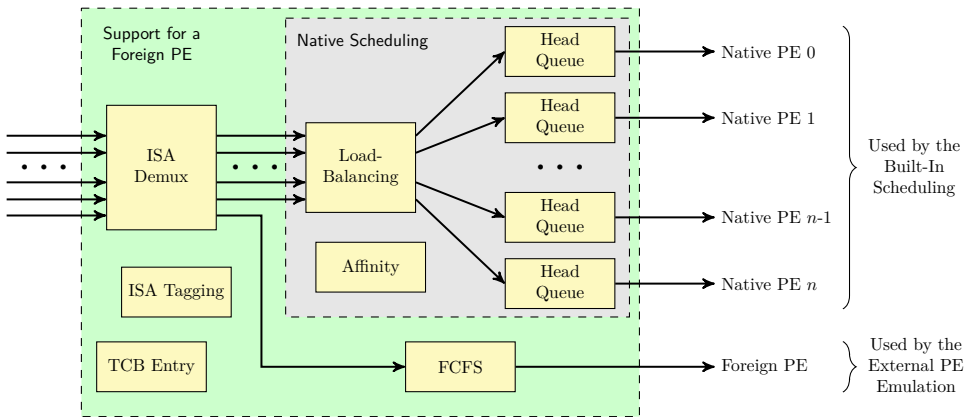 Support for a
Foreign PE
Native Scheduling
ISA
Demux
• • •
• • •
Load-
Balancing
Head
Queue
Head
Queue
• • •
Head
Queue
Head
Queue
Native PE 0
Native PE 1
Native PE n-1
Native PE n
Used by the
Built-In
Scheduling
Affinity
ISA Tagging
TCB Entry
FCFS
Foreign PE
Used by the
External PE
Emulation